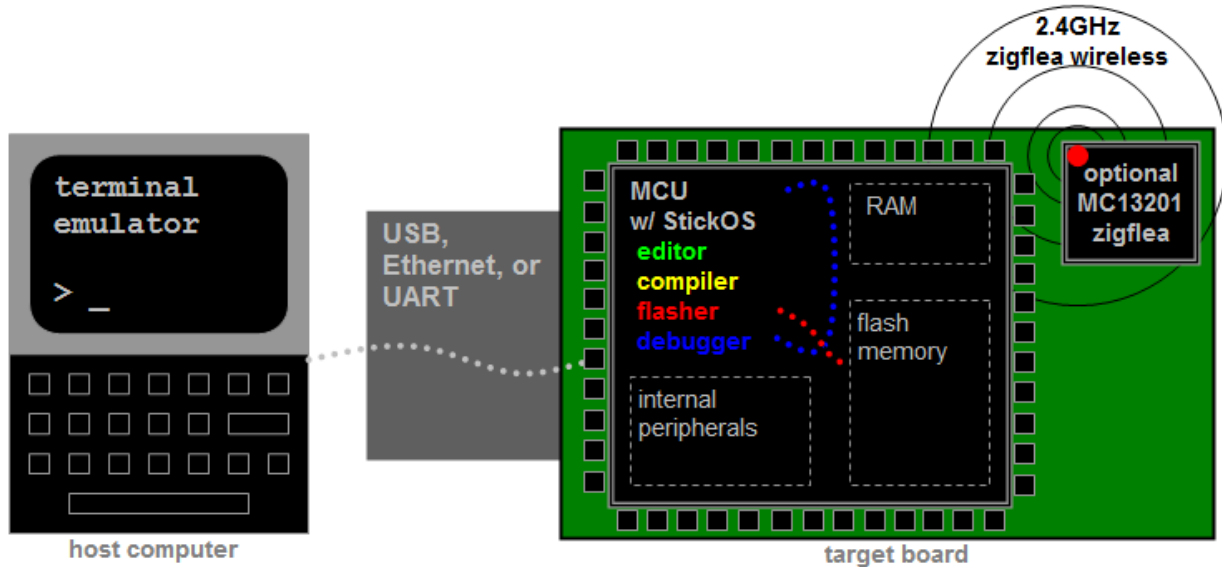 2.4GHz
zigflea wireless
terminal
emulator
> _
host computer
USB,
Ethernet, or
UART
MCU
w/ StickOS
editor
compiler
flasher
debugger
RAM
flash
memory
internal
peripherals
optional
MC13201
zigflea
target board